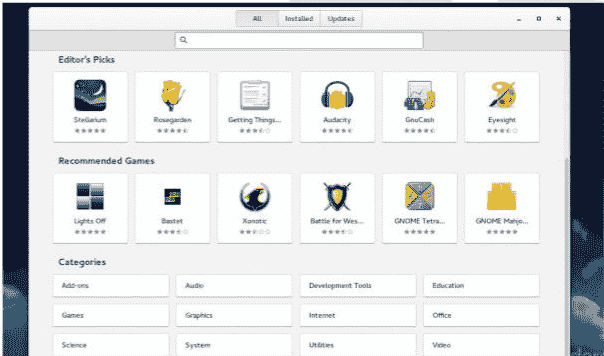 All Installed Updates
Editor's Picks
Stellarium Rosegarden Getting Things... Audacity GnuCash Eyesight
Recommended Games
Lights Off Bastet Xonotic Battle for Wes... GNOME Tetra... GNOME Mahjo...
Categories
Add-ons Audio Development Tools Education
Games Graphics Internet Office
Science System Utilities Video